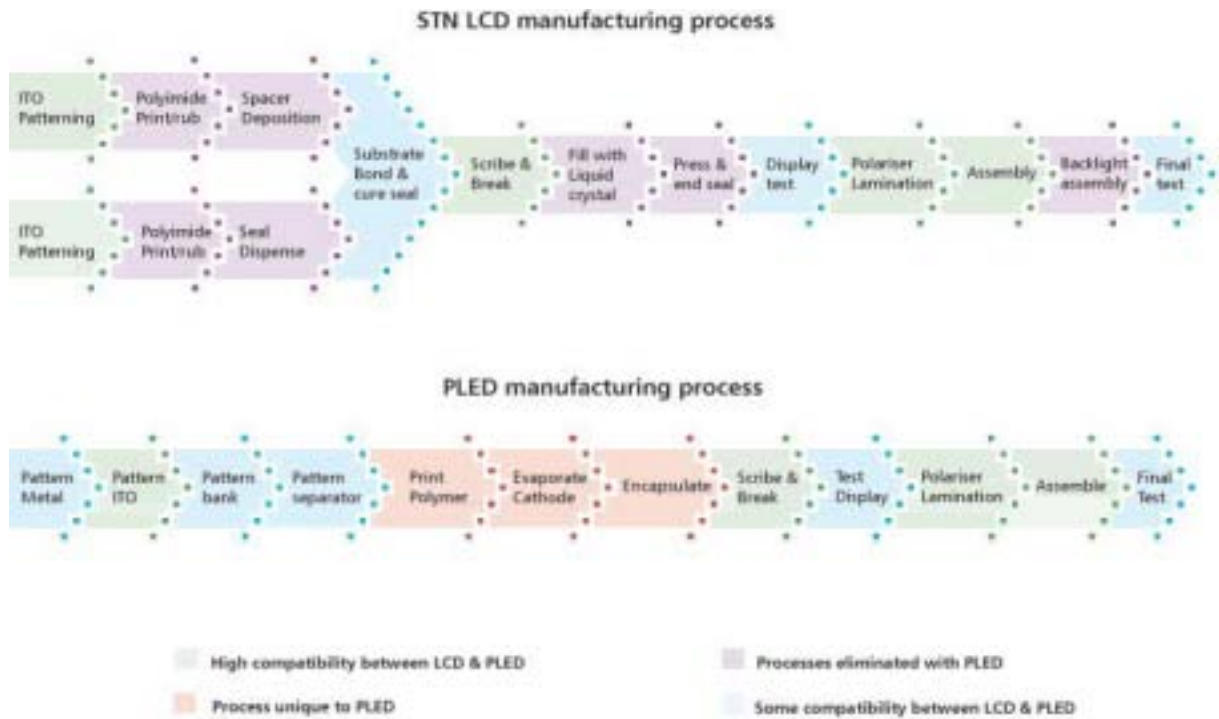 STN LCD manufacturing process
ITO
Patterning
Polyimide
Print/rub
Spacer
Deposition
ITO
Patterning
Polyimide
Print/rub
Seal
Dispense
Substrate
Bond &
cure seal
Scribe &
Break
Fill with
Liquid
crystal
Press &
end seal
Display
test
Polariser
Lamination
Assembly
Backlight
assembly
Final
test
PLED manufacturing process
Pattern
Metal
Pattern
ITO
Pattern
bank
Pattern
separator
Print
Polymer
Evaporate
Cathode
Encapsulate
Scribe &
Break
Test
Display
Polariser
Lamination
Assemble
Final
Test
High compatibility between LCD & PLED
Processes eliminated with PLED
Process unique to PLED
Some compatibility between LCD & PLED